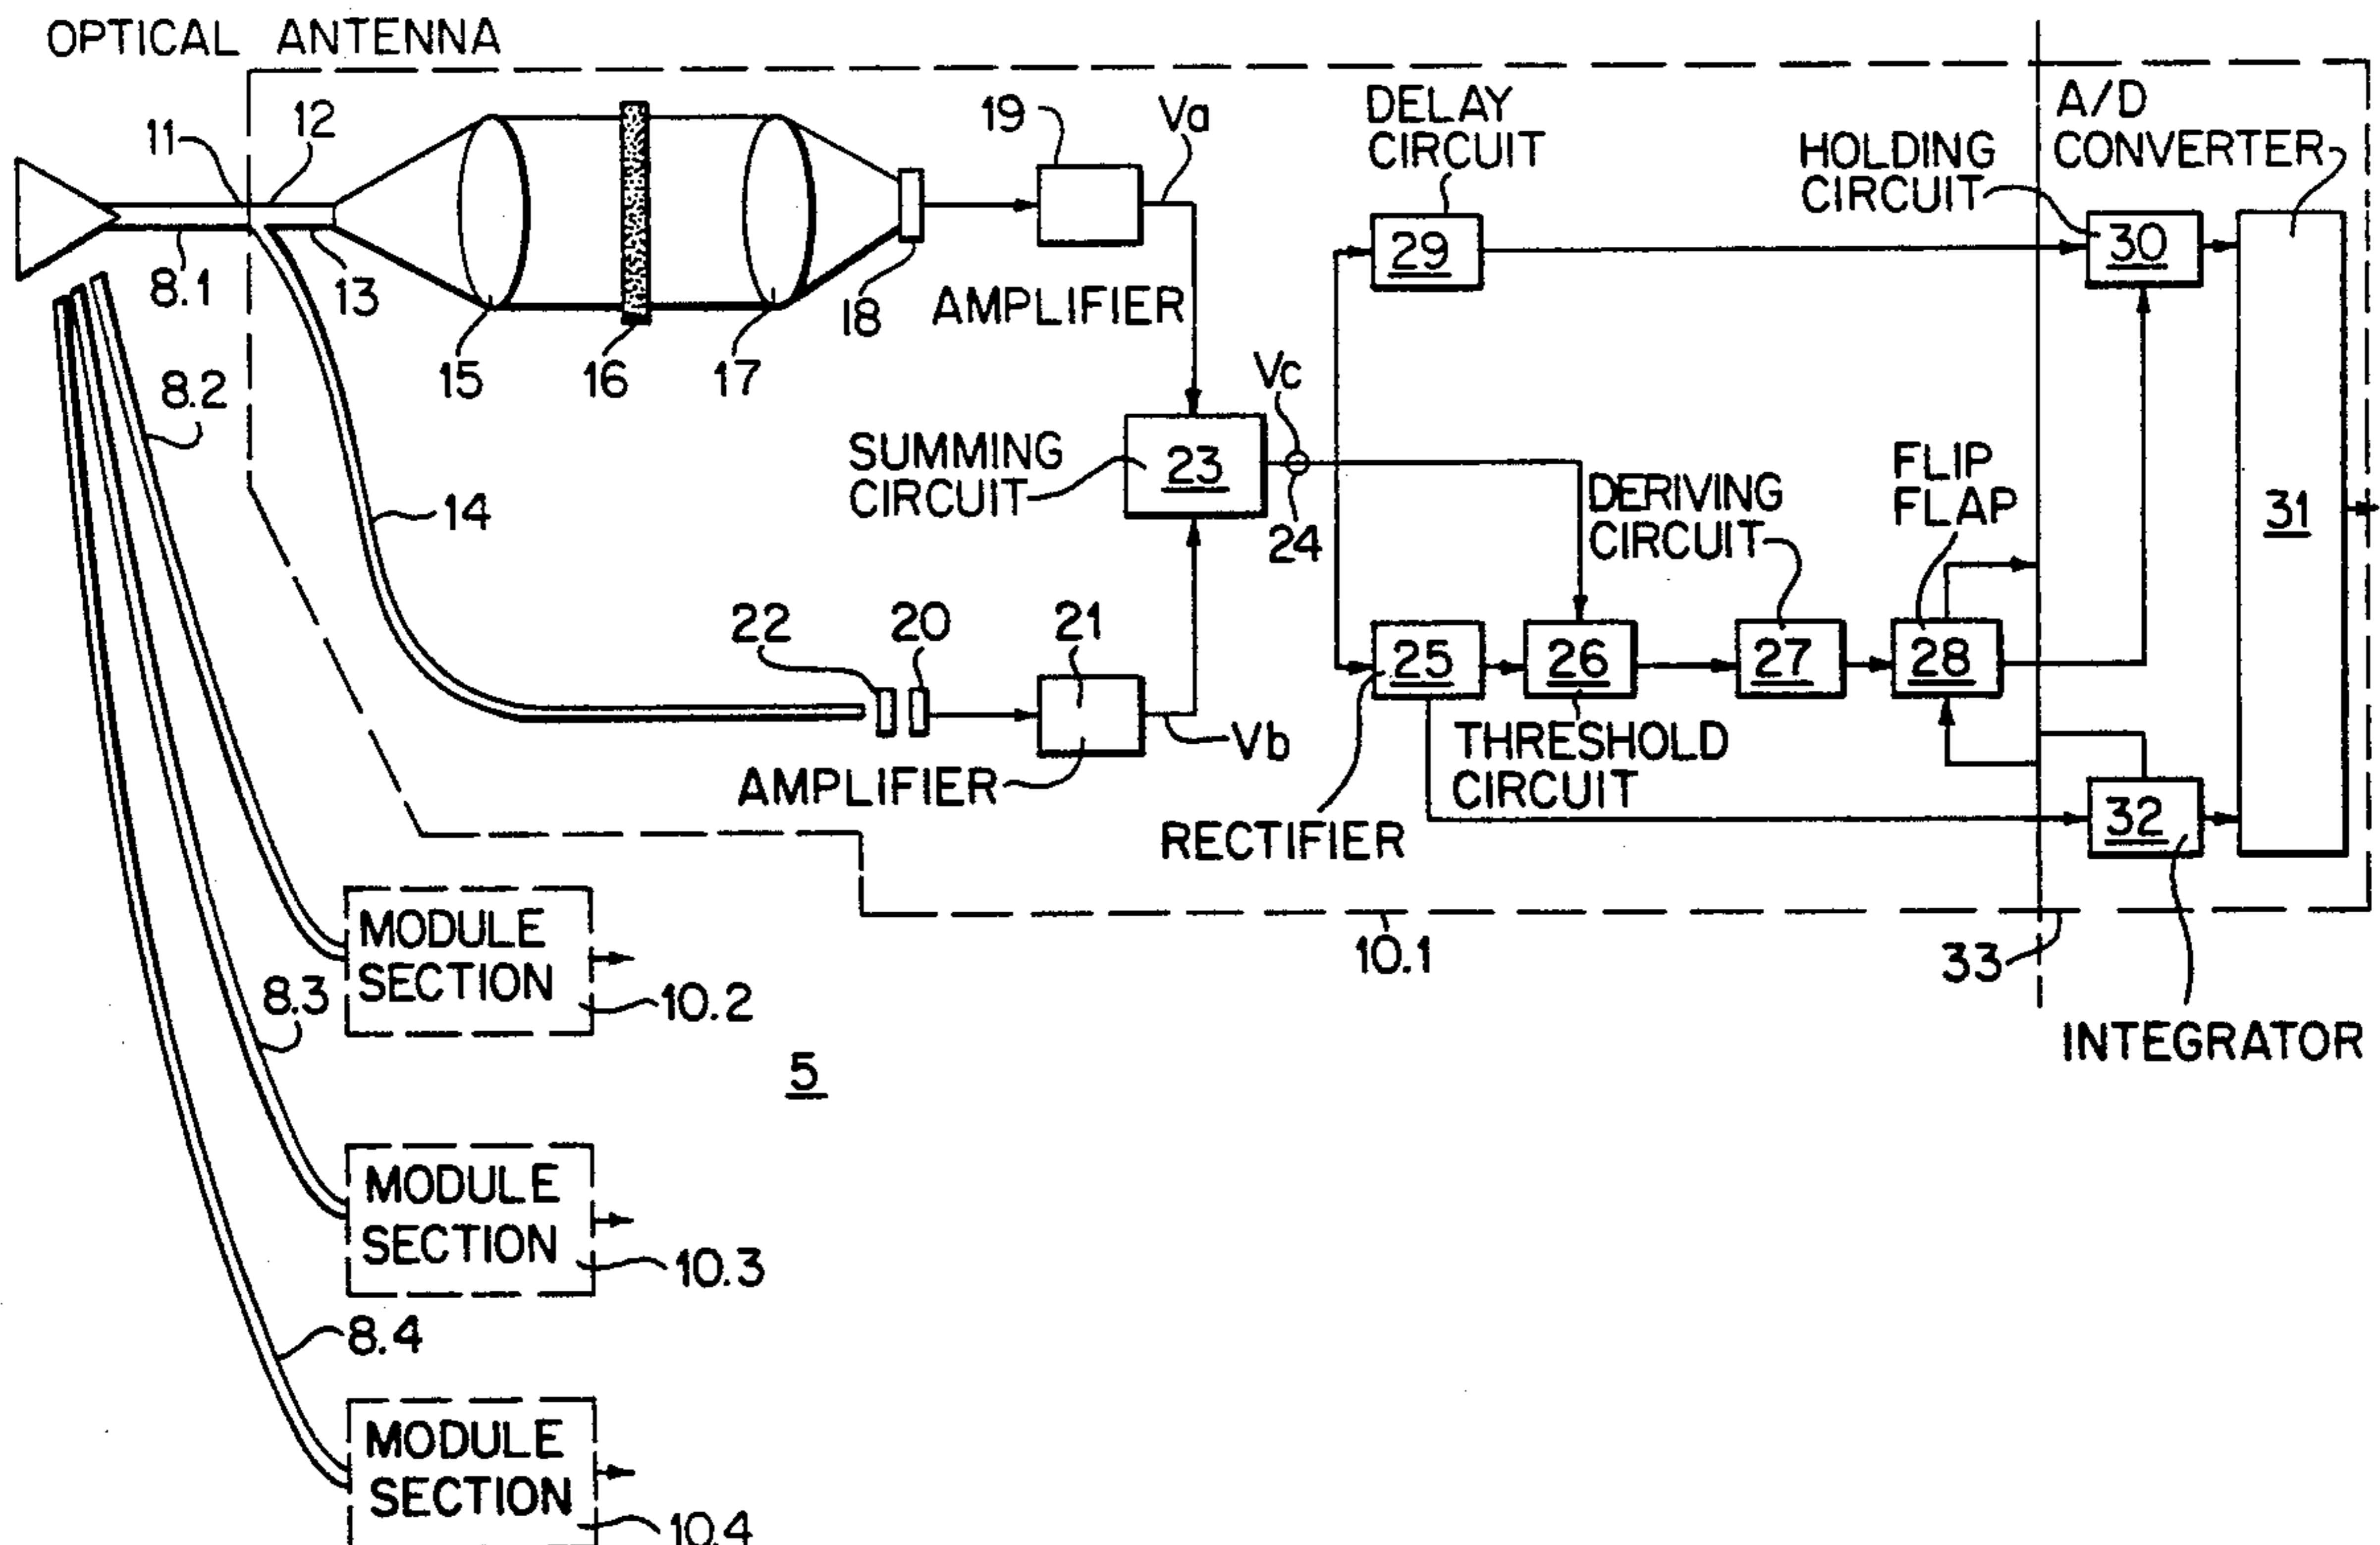 OPTICAL ANTENNA
11
12
8.1
13
15
16
17
18
19
Va
AMPLIFIER
DELAY
CIRCUIT
29
HOLDING
CIRCUIT
A/D
CONVERTER
30
31
8.2
14
SUMMING
CIRCUIT
23
Vc
24
DERIVING
CIRCUIT
FLIP
FLAP
22
20
21
AMPLIFIER
Vb
25
26
27
28
THRESHOLD
CIRCUIT
RECTIFIER
32
10.1
33
INTEGRATOR
MODULE
SECTION
10.2
8.3
5
MODULE
SECTION
10.3
8.4
MODULE
SECTION
10.4